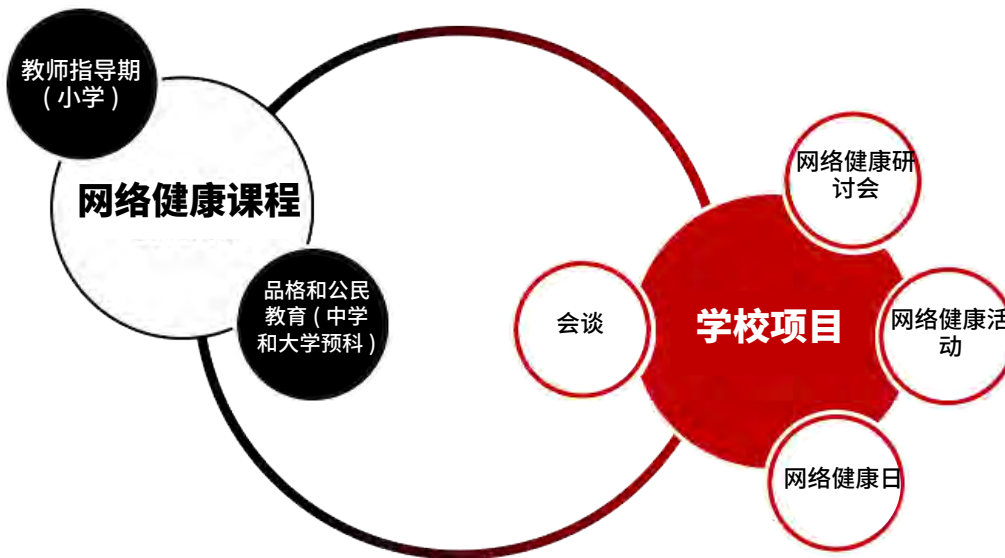 教师指导期
( 小学 )
网络健康课程
品格和公民
教育 ( 中学
和大学预科 )
会谈
学校项目
网络健康研
讨会
网络健康活
动
网络健康日